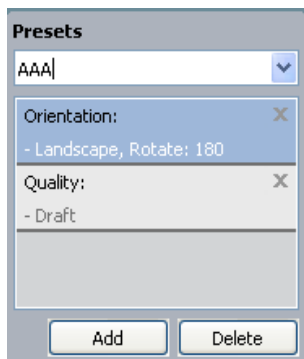 Presets
AAA
Orientation:
- Landscape, Rotate: 180
Quality:
- Draft
Add
Delete